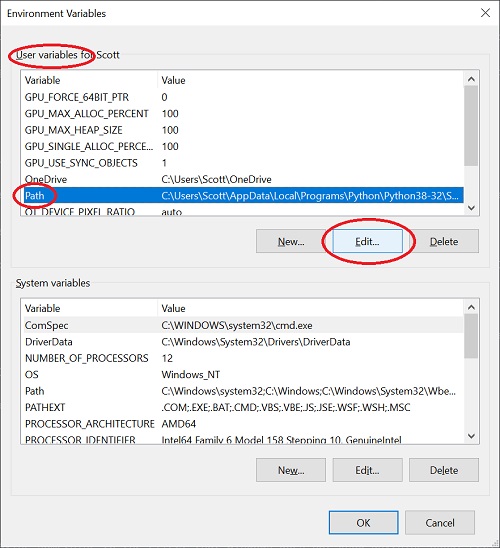 Environment Variables
User variables for Scott
Variable Value
GPU_FORCE_64BIT_PTR 0
GPU_MAX_ALLOC_PERCENT 100
GPU_MAX_HEAP_SIZE 100
GPU_SINGLE_ALLOC_PERCE... 100
GPU_USE_SYNC_OBJECTS 1
OneDrive C:\Users\Scott\OneDrive
Path C:\Users\Scott\AppData\Local\Programs\Python\Python38-32\S...
QT_DEVICE_PIXEL_RATIO auto
New... Edit... Delete
System variables
Variable Value
ComSpec C:\WINDOWS\system32\cmd.exe
DriverData C:\Windows\System32\Drivers\DriverData
NUMBER_OF_PROCESSORS 12
OS Windows_NT
Path C:\Windows\system32;C:\Windows;C:\Windows\System32\Wbe...
PATHEXT .COM;.EXE;.BAT;.CMD;.VBS;.VBE;.JS;.JSE;.WSF;.WSH;.MSC
PROCESSOR_ARCHITECTURE AMD64
PROCESSOR_IDENTIFIER Intel64 Family 6 Model 158 Stepping 10, GenuineIntel
New... Edit... Delete
OK Cancel